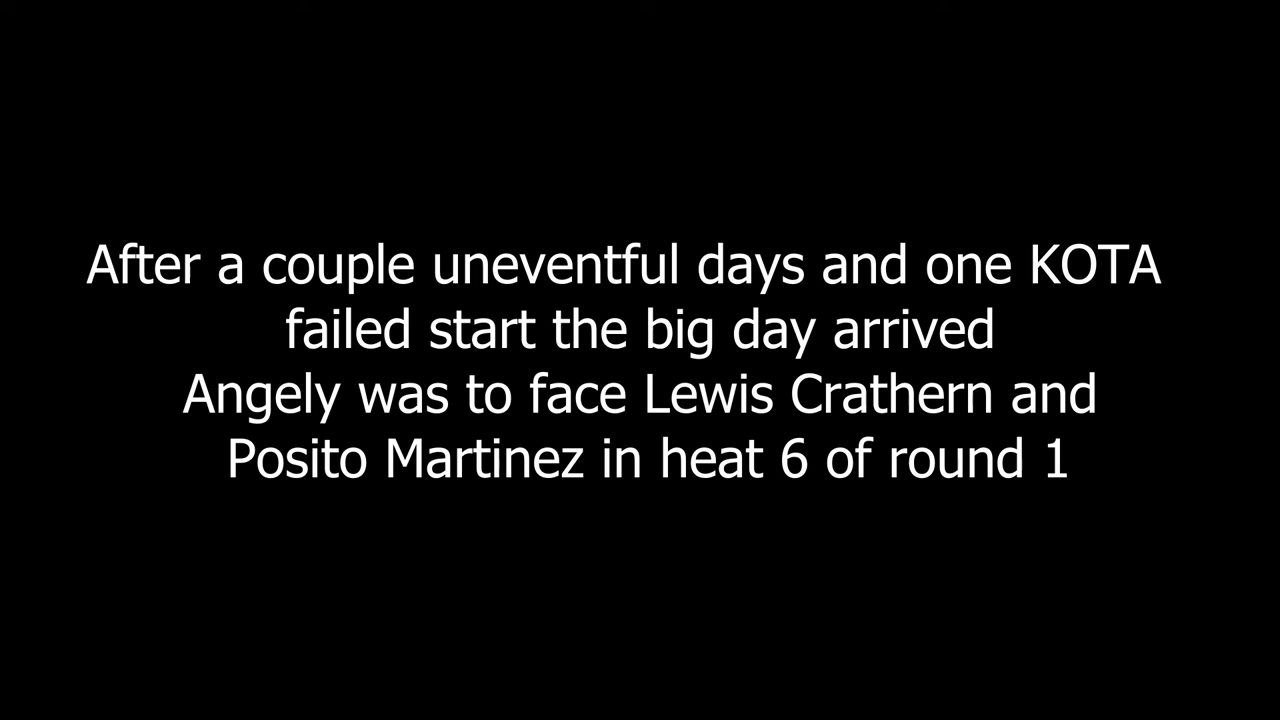 After a couple uneventful days and one KOTA
failed start the big day arrived
Angely was to face Lewis Crathern and
Posito Martinez in heat 6 of round 1